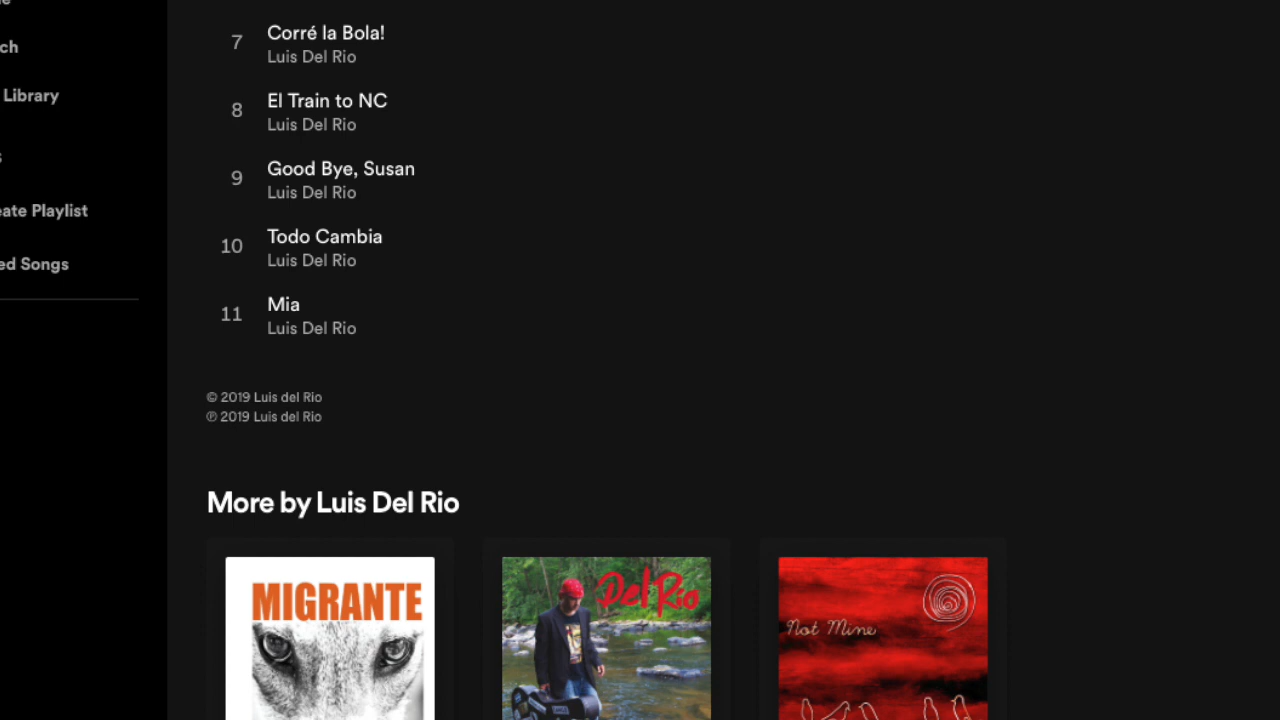 ch
Library
eate Playlist
ed Songs
7
Corré la Bola!
Luis Del Rio
8
El Train to NC
Luis Del Rio
9
Good Bye, Susan
Luis Del Rio
10
Todo Cambia
Luis Del Rio
11
Mia
Luis Del Rio
© 2019 Luis del Rio
℗ 2019 Luis del Rio
More by Luis Del Rio
MIGRANTE
Del Rio
Not Mine